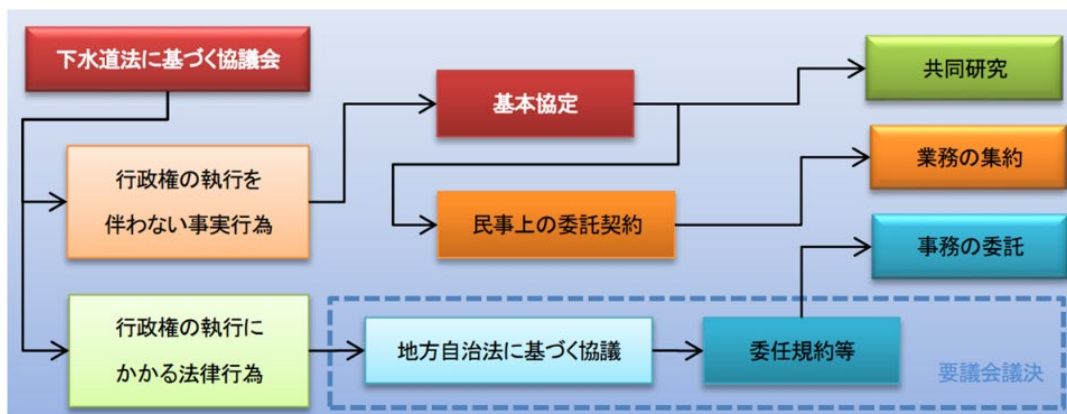 下水道法に基づく協議会
基本協定
共同研究
行政権の執行を
伴わない事実行為
民事上の委託契約
業務の集約
事務の委託
行政権の執行に
かかる法律行為
地方自治法に基づく協議
委任規約等
要議会議決